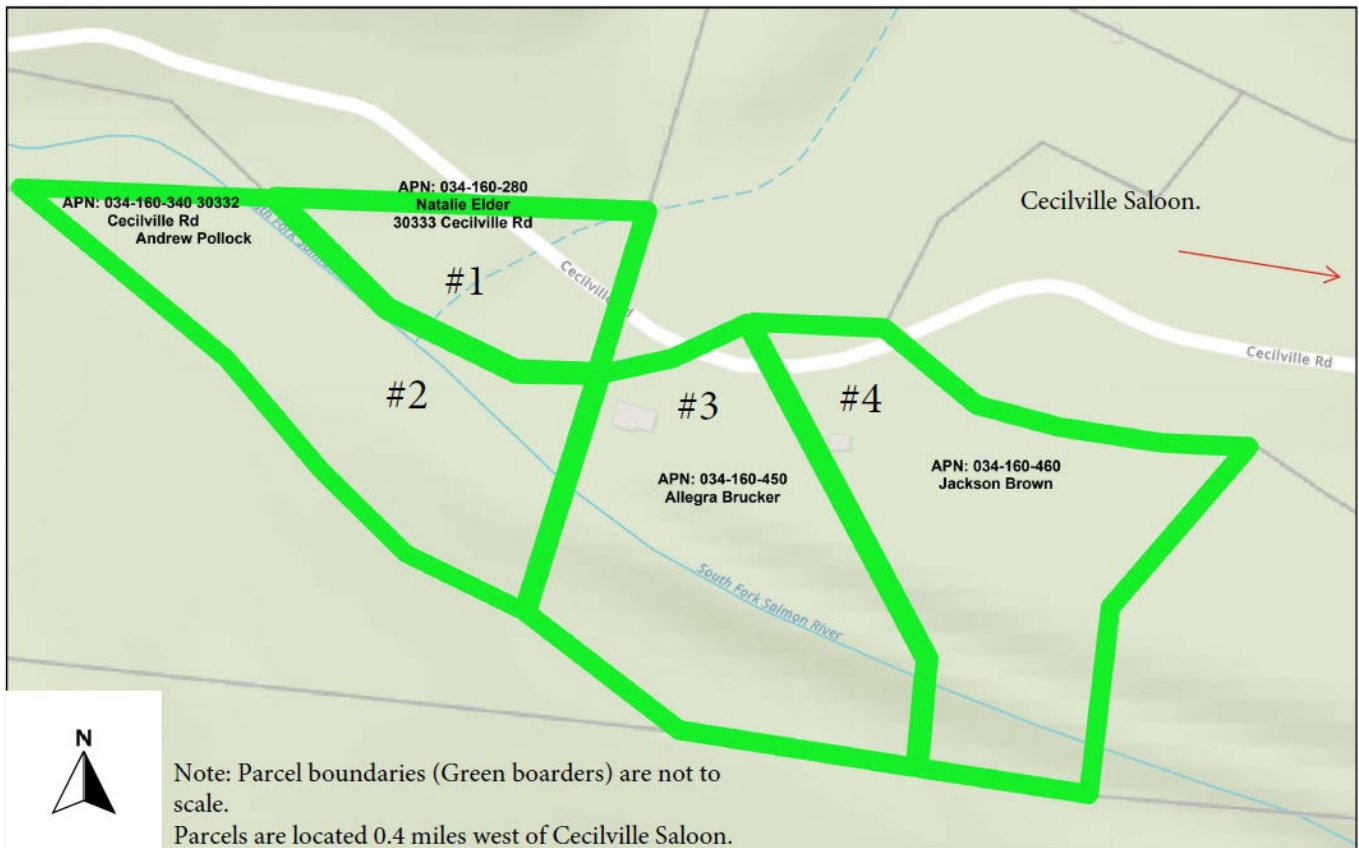 APN: 034-160-280
Natalie Elder
30333 Cecilville Rd
APN: 034-160-340 30332
Cecilville Rd
Andrew Pollock
Cecilville Saloon.
#1
Cecilville Rd
Cecilville Rd
#2
#3
#4
APN: 034-160-450
Allegra Brucker
APN: 034-160-460
Jackson Brown
South Fork Salmon River
Fork
N
Note: Parcel boundaries (Green boarders) are not to
scale.
Parcels are located 0.4 miles west of Cecilville Saloon.